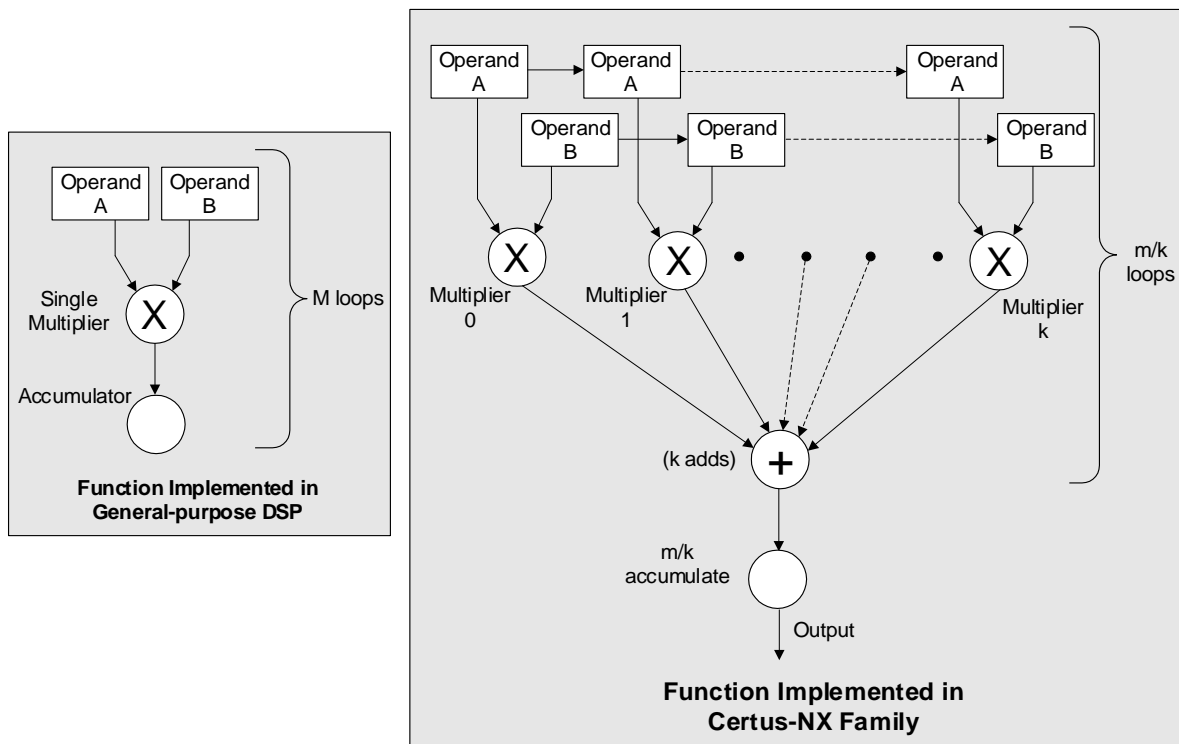 Operand
A
Operand
B
Single
Multiplier
X
Accumulator
M loops
Function Implemented in
General-purpose DSP
Operand
A
Operand
A
Operand
A
Operand
B
Operand
B
Operand
B
X
X
X
Multiplier
0
Multiplier
1
Multiplier
k
m/k
loops
(k adds)
+
m/k
accumulate
Output
Function Implemented in
Certus-NX Family